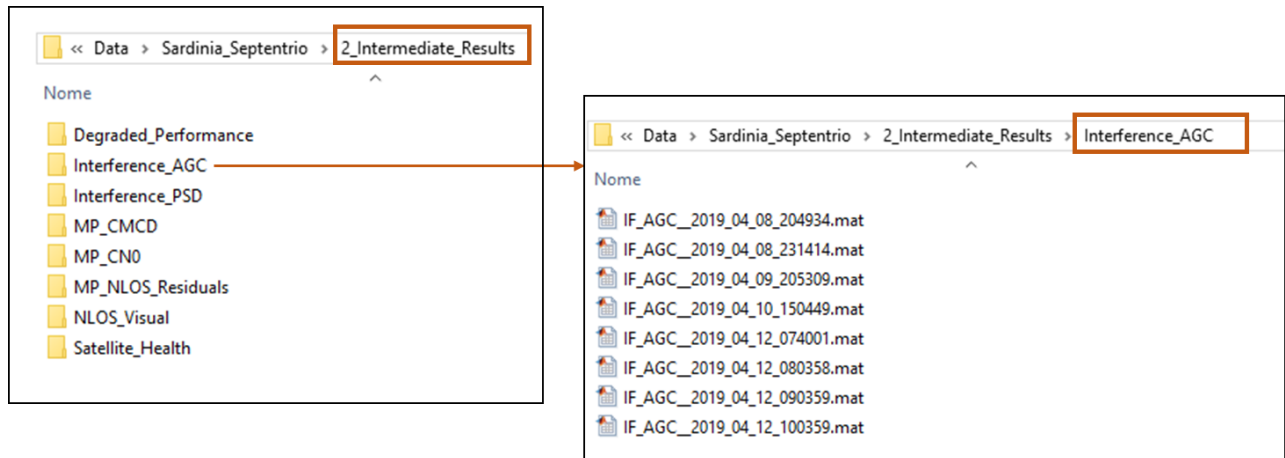 « Data > Sardinia_Septentrio > 2_Intermediate_Results
Nome
Degraded_Performance
Interference_AGC
Interference_PSD
MP_CMCD
MP_CN0
MP_NLOS_Residuals
NLOS_Visual
Satellite_Health
« Data > Sardinia_Septentrio > 2_Intermediate_Results > Interference_AGC
Nome
IF_AGC__2019_04_08_204934.mat
IF_AGC__2019_04_08_231414.mat
IF_AGC__2019_04_09_205309.mat
IF_AGC__2019_04_10_150449.mat
IF_AGC__2019_04_12_074001.mat
IF_AGC__2019_04_12_080358.mat
IF_AGC__2019_04_12_090359.mat
IF_AGC__2019_04_12_100359.mat